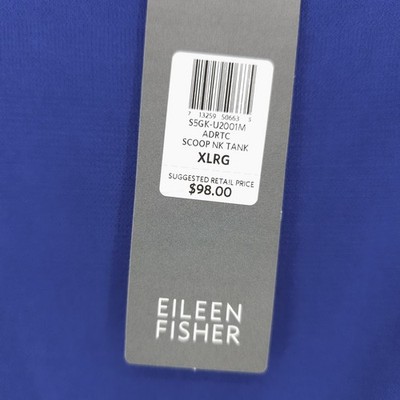 7 13259 50663 5
S5GK-U2001M
ADRTC
SCOOP NK TANK
XLRG
SUGGESTED RETAIL PRICE
$98.00
EILEEN
FISHER